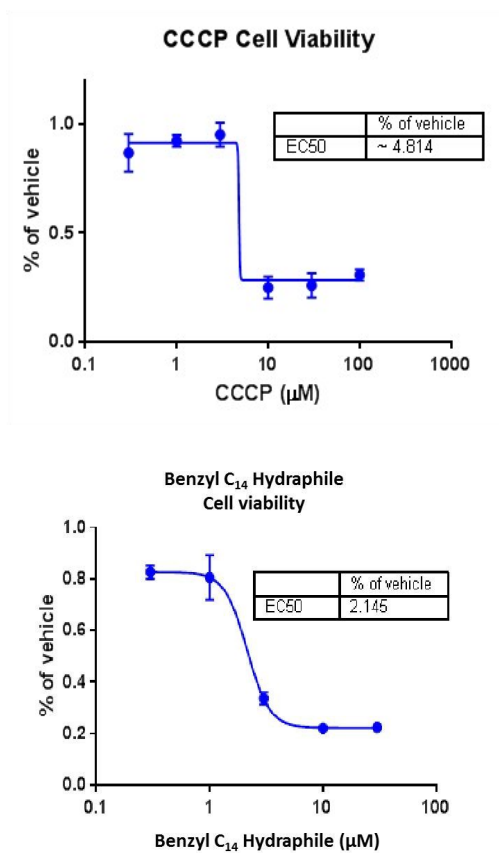 CCCP Cell Viability
% of vehicle
1.0
0.5
0.0
0.1
1
10
100
1000
CCCP (µM)
% of vehicle
EC50 ~ 4.814
Benzyl C₁₄ Hydraphile
Cell viability
% of vehicle
1.0
0.8
0.6
0.4
0.2
0.0
0.1
1
10
100
Benzyl C₁₄ Hydraphile (µM)
% of vehicle
EC50 2.145